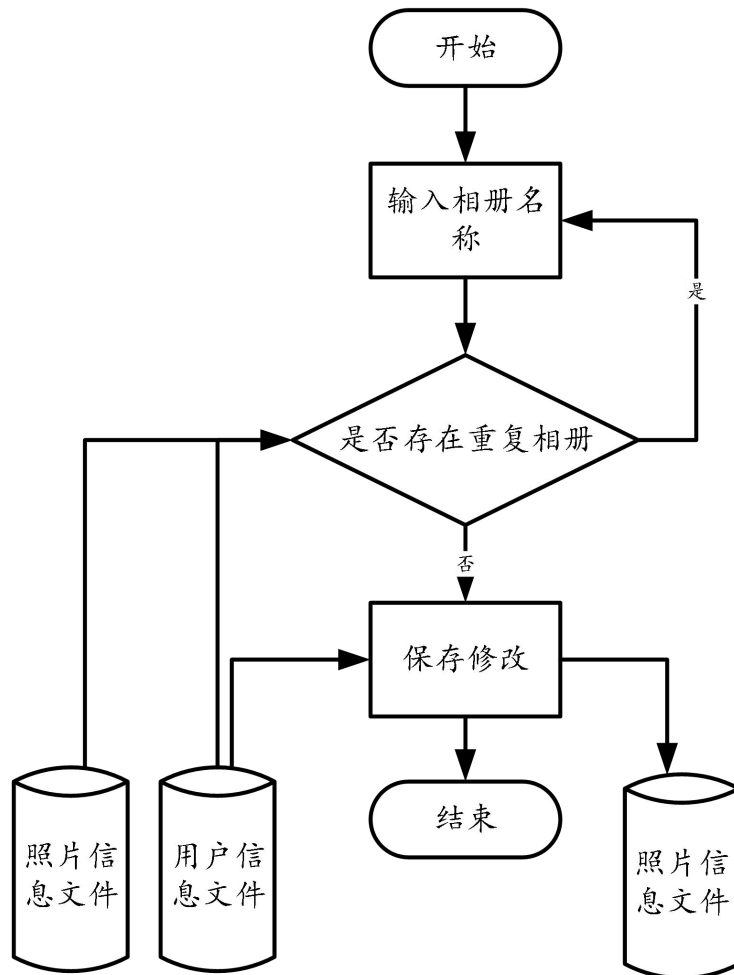 开始
输入相册名
称
是
是否存在重复相册
否
保存修改
结束
照片信
息文件
用户信
息文件
照片信
息文件